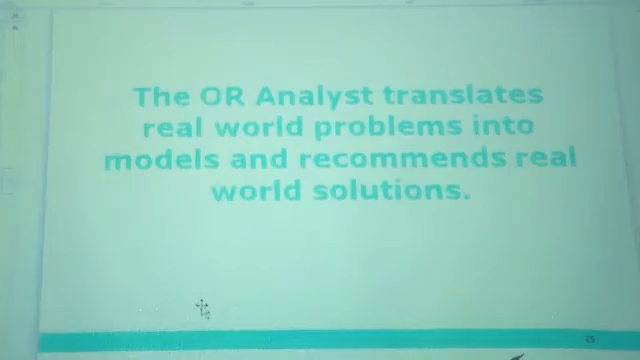 The OR Analyst translates
real world problems into
models and recommends real
world solutions.